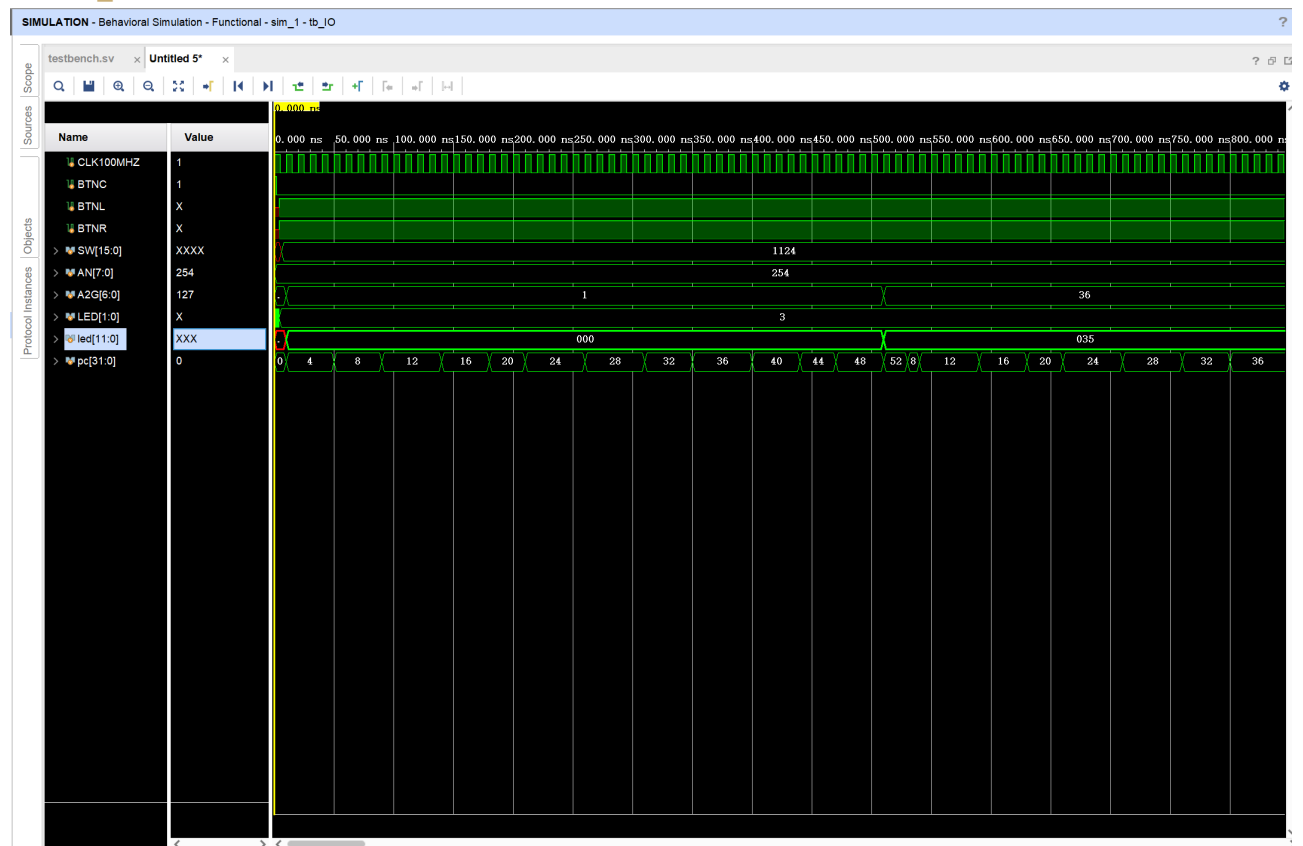 SIMULATION - Behavioral Simulation - Functional - sim_1 - tb_IO ?
testbench.sv × Untitled 5* × ?
Scope
Sources
Objects
Protocol Instances
0.000 ns
Name Value
0.000 ns 50.000 ns 100.000 ns 150.000 ns 200.000 ns 250.000 ns 300.000 ns 350.000 ns 400.000 ns 450.000 ns 500.000 ns 550.000 ns 600.000 ns 650.000 ns 700.000 ns 750.000 ns 800.000 ns
CLK100MHZ 1
BTNC 1
BTNL X
BTNR X
> SW[15:0] XXXX 1124
> AN[7:0] 254 254
> A2G[6:0] 127 . 1 36
> LED[1:0] X 3
> led[11:0] XXX . 000 035
> pc[31:0] 0 0 4 8 12 16 20 24 28 32 36 40 44 48 52 8 12 16 20 24 28 32 36